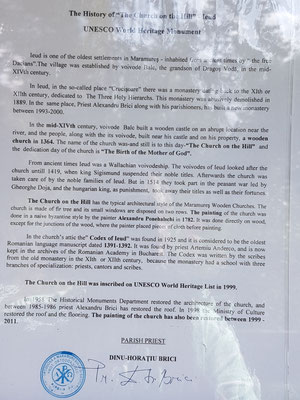 The History of "The Church on the Hill" Ieud
UNESCO World Heritage Monument
Ieud is one of the oldest settlements in Maramureş - inhabited from ancient times by " the free
Dacians".The village was established by voivode Balc, the grandson of Dragoş Vodă, in the mid-
XIVth century.
In Ieud, in the so-called place "Cruciţuore" there was a monastery dating back to the XIth or
XIIth century, dedicated to The Three Holy Hierarchs. This monastery was abusively demolished in
1889. In the same place, Priest Alexandru Brici along with his parishioners, has built a new monastery
between 1993-2000.
In the mid-XIVth century, voivode Balc built a wooden castle on an abrupt location near the
river, and the people, along with the its voivode, built near his castle and on his property, a wooden
church in 1364. The name of the church was-and still is to this day-"The Church on the Hill" and
the dedication day of the church is "The Birth of the Mother of God".
From ancient times Ieud was a Wallachian voivodeship. The voivodes of Ieud looked after the
church untill 1419, when king Sigismund suspended their noble titles. Afterwards the church was
taken care of by the noble families of Ieud. But in 1514 they took part in the peasant war led by
Gheorghe Doja, and the hungarian king, as punishment, took away their titles as well as their fortunes
The Church on the Hill has the typical architectural style of the Maramureş Wooden Churches. The
church is made of fir tree and its small windows are disposed on two rows. The painting of the church was
done in a naive byzantine style by the painter Alexandru Ponehalschi in 1782. It was done directly on wood,
except for the junctions of the wood, where the painter placed pieces of cloth before painting.
In the church's attic the "Codex of Ieud" was found in 1921 and it is considered to be the oldest
Romanian language manuscript dated 1391-1392. It was found by priest Artemiu Anderco, and is now
kept in the archives of the Romanian Academy in Bucharest. The Codex was written by the scribes
from the old monastery in the XIth or XIIth century, because the monastery had a school with three
branches of specialization: priests, cantors and scribes.
The Church on the Hill was inscribed on UNESCO World Heritage List in 1999.
In 1958 The Historical Monuments Department restored the architecture of the church, and
between 1985-1986 priest Alexandru Brici has restored the roof. In 1998 the Ministry of Culture
restored the roof and the flooring. The painting of the church has also been restored between 1999 -
2011.
PARISH PRIEST
DINU-HORAŢIU BRICI